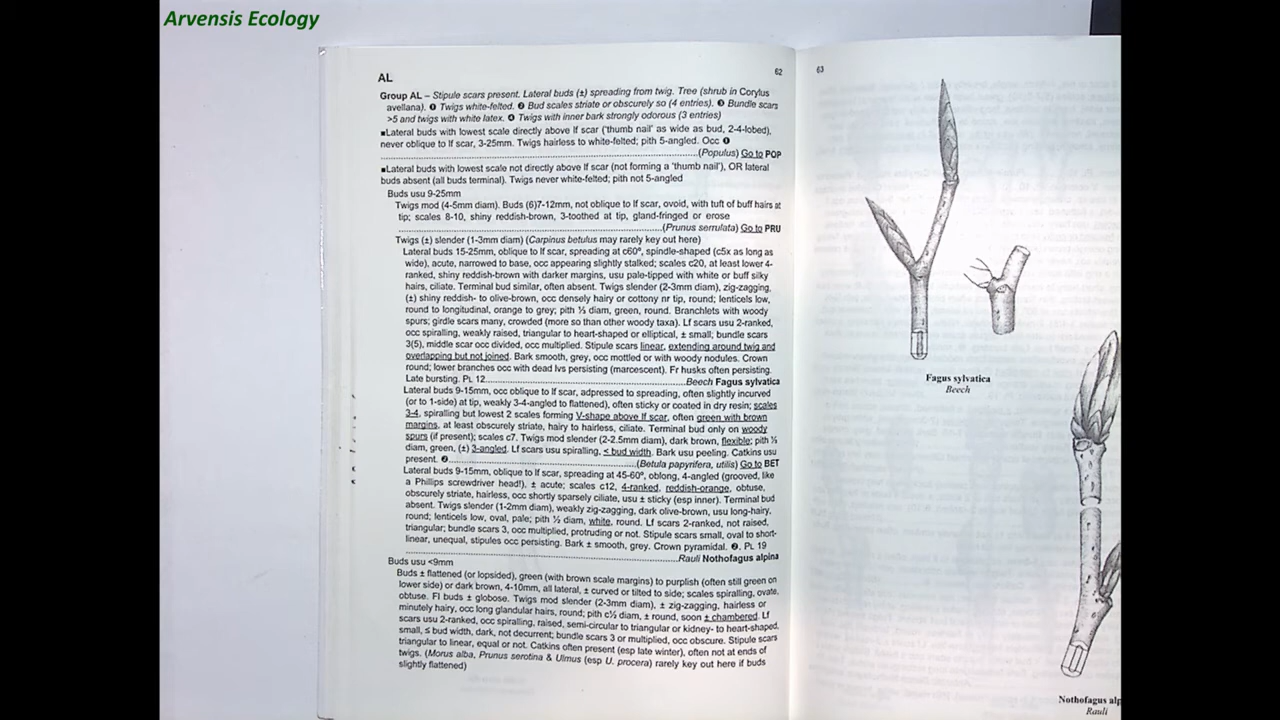 Arvensis Ecology
AL
62
Group AL – Stipule scars present. Lateral buds (±) spreading from twig. Tree (shrub in Corylus
avellana). ❶ Twigs white-felted. ❷ Bud scales striate or obscurely so (4 entries). ❸ Bundle scars
>5 and twigs with white latex. ❹ Twigs with inner bark strongly odorous (3 entries)
■Lateral buds with lowest scale directly above lf scar ('thumb nail' as wide as bud, 2-4-lobed),
never oblique to lf scar, 3-25mm. Twigs hairless to white-felted; pith 5-angled. Occ ❶
(Populus) Go to POP
■Lateral buds with lowest scale not directly above lf scar (not forming a 'thumb nail'), OR lateral
buds absent (all buds terminal). Twigs never white-felted; pith not 5-angled
Buds usu 9-25mm
Twigs mod (4-5mm diam). Buds (6)7-12mm, not oblique to lf scar, ovoid, with tuft of buff hairs at
tip; scales 8-10, shiny reddish-brown, 3-toothed at tip, gland-fringed or erose
(Prunus serrulata) Go to PRU
Twigs (±) slender (1-3mm diam) (Carpinus betulus may rarely key out here)
Lateral buds 15-25mm, oblique to lf scar, spreading at c60°, spindle-shaped (c5x as long as
wide), acute, narrowed to base, occ appearing slightly stalked; scales c20, at least lower 4-
ranked, shiny reddish-brown with darker margins, usu pale-tipped with white or buff silky
hairs, ciliate. Terminal bud similar, often absent. Twigs slender (2-3mm diam), zig-zagging,
(±) shiny reddish- to olive-brown, occ densely hairy or cottony nr tip, round; lenticels low,
round to longitudinal, orange to grey; pith ⅓ diam, green, round. Branchlets with woody
spurs; girdle scars many, crowded (more so than other woody taxa). Lf scars usu 2-ranked,
occ spiralling, weakly raised, triangular to heart-shaped or elliptical, ± small; bundle scars
3(5), middle scar occ divided, occ multiplied. Stipule scars linear, extending around twig and
overlapping but not joined. Bark smooth, grey, occ mottled or with woody nodules. Crown
round; lower branches occ with dead lvs persisting (marcescent). Fr husks often persisting.
Late bursting. PL 12 Beech Fagus sylvatica
Lateral buds 9-15mm, occ oblique to lf scar, adpressed to spreading, often slightly incurved
(or to 1-side) at tip, weakly 3-4-angled to flattened), often sticky or coated in dry resin; scales
3-4, spiralling but lowest 2 scales forming V-shape above lf scar, often green with brown
margins, at least obscurely striate, hairy to hairless, ciliate. Terminal bud only on woody
spurs (if present); scales c7. Twigs mod slender (2-2.5mm diam), dark brown, flexible; pith ⅓
diam, green, (±) 3-angled. Lf scars usu spiralling, ≤ bud width. Bark usu peeling. Catkins usu
present. ❷ (Betula papyrifera, utilis) Go to BET
Lateral buds 9-15mm, oblique to lf scar, spreading at 45-60°, oblong, 4-angled (grooved, like
a Phillips screwdriver head!), ± acute; scales c12, 4-ranked, reddish-orange, obtuse,
obscurely striate, hairless, occ shortly sparsely ciliate, usu ± sticky (esp inner). Terminal bud
absent. Twigs slender (1-2mm diam), weakly zig-zagging, dark olive-brown, usu long-hairy,
round; lenticels low, oval, pale; pith ½ diam, white, round. Lf scars 2-ranked, not raised,
triangular; bundle scars 3, occ multiplied, protruding or not. Stipule scars small, oval to short-
linear, unequal, stipules occ persisting. Bark ± smooth, grey. Crown pyramidal. ❷. PL 19
Rauli Nothofagus alpina
Buds usu <9mm
Buds ± flattened (or lopsided), green (with brown scale margins) to purplish (often still green on
lower side) or dark brown, 4-10mm, all lateral, ± curved or tilted to side; scales spiralling, ovate,
obtuse. Fl buds ± globose. Twigs mod slender (2-3mm diam), ± zig-zagging, hairless or
minutely hairy, occ long glandular hairs, round; pith c½ diam, ± round, soon ± chambered. Lf
scars usu 2-ranked, occ spiralling, raised, semi-circular to triangular or kidney- to heart-shaped,
small, ≤ bud width, dark, not decurrent; bundle scars 3 or multiplied, occ obscure. Stipule scars
triangular to linear, equal or not. Catkins often present (esp late winter), often not at ends of
twigs. (Morus alba, Prunus serotina & Ulmus (esp U. procera) rarely key out here if buds
slightly flattened)
63
Fagus sylvatica
Beech
Nothofagus alp
Rauli